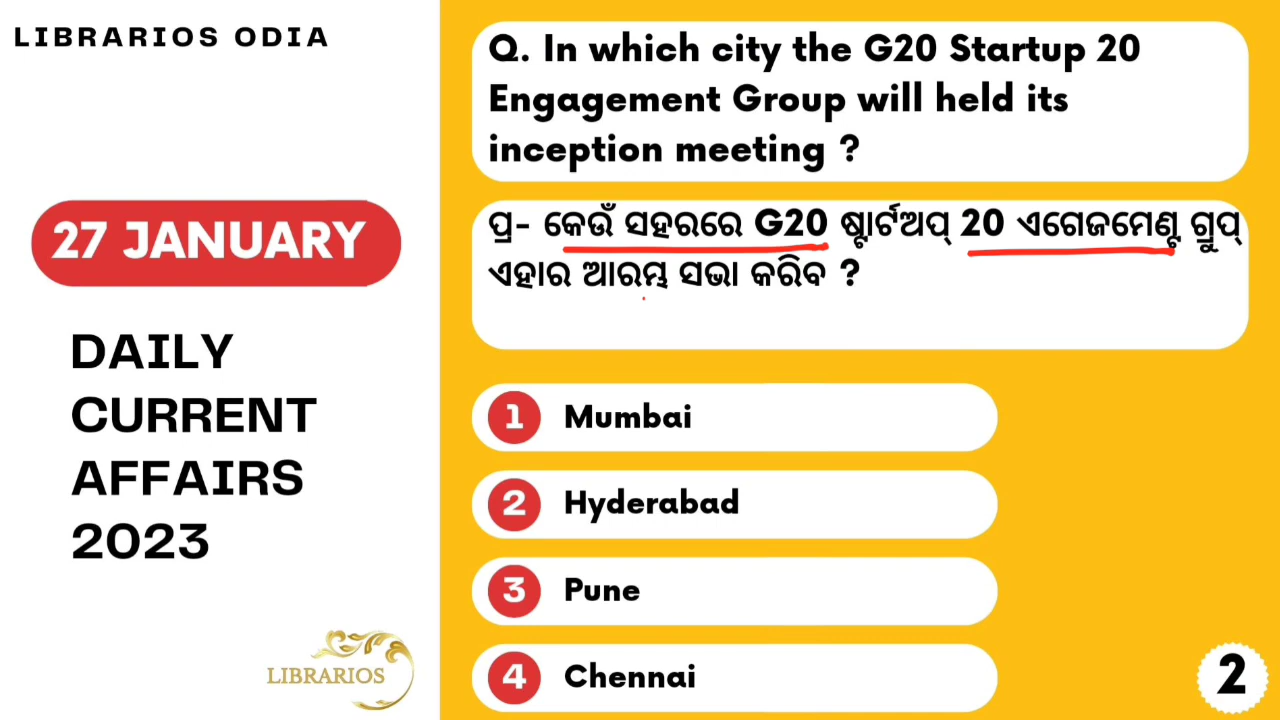 LIBRARIOS ODIA
27 JANUARY
DAILY
CURRENT
AFFAIRS
2023
LIBRARIOS
Q. In which city the G20 Startup 20
Engagement Group will held its
inception meeting ?
ପ୍ର- କେଉଁ ସହରରେ G20 ଷ୍ଟାର୍ଟଅପ୍ 20 ଏଗେଜମେଣ୍ଟ ଗ୍ରୁପ୍
ଏହାର ଆରମ୍ଭ ସଭା କରିବ ?
1 Mumbai
2 Hyderabad
3 Pune
4 Chennai
2